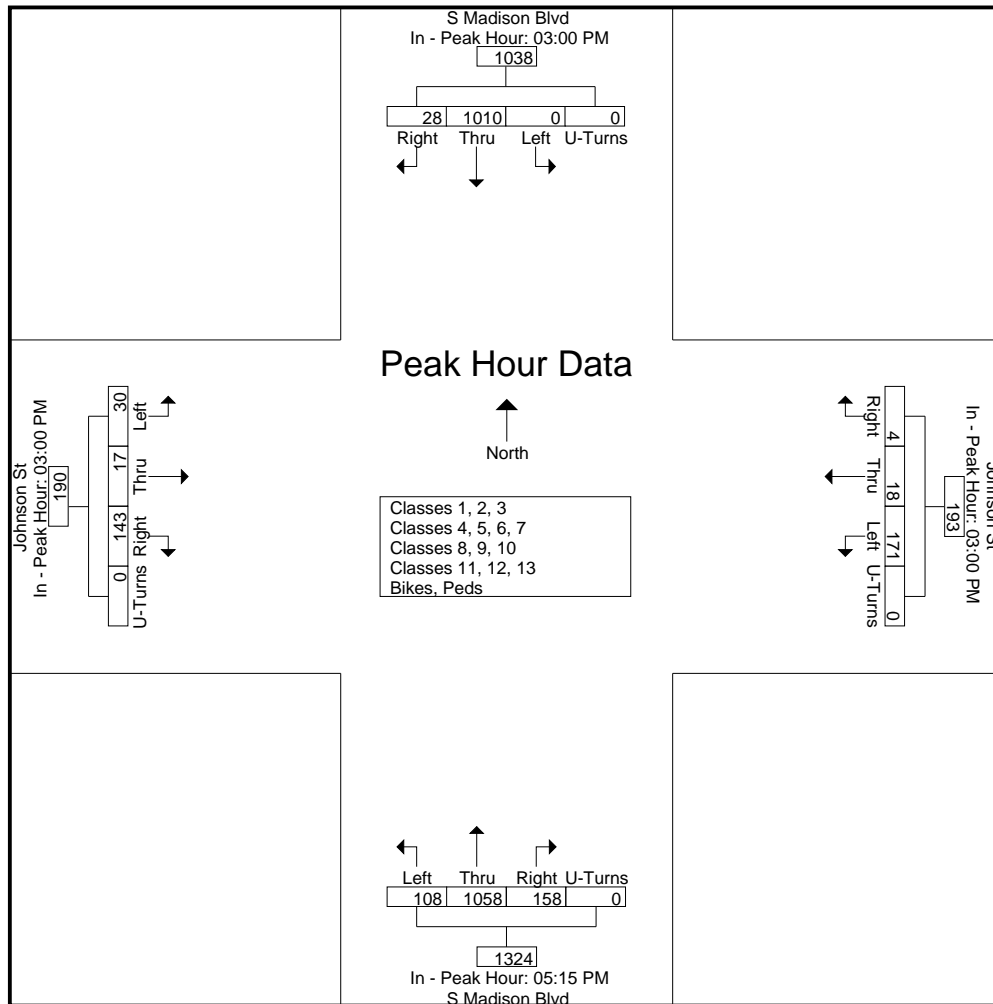 S Madison Blvd
In - Peak Hour: 03:00 PM
1038
28 1010 0 0
Right Thru Left U-Turns
Peak Hour Data
North
Classes 1, 2, 3
Classes 4, 5, 6, 7
Classes 8, 9, 10
Classes 11, 12, 13
Bikes, Peds
Johnson St
In - Peak Hour: 03:00 PM
190
30 17 143 0
Left Thru Right U-Turns
Johnson St
In - Peak Hour: 03:00 PM
193
4 18 171 0
Right Thru Left U-Turns
Left Thru Right U-Turns
108 1058 158 0
1324
In - Peak Hour: 05:15 PM
S Madison Blvd